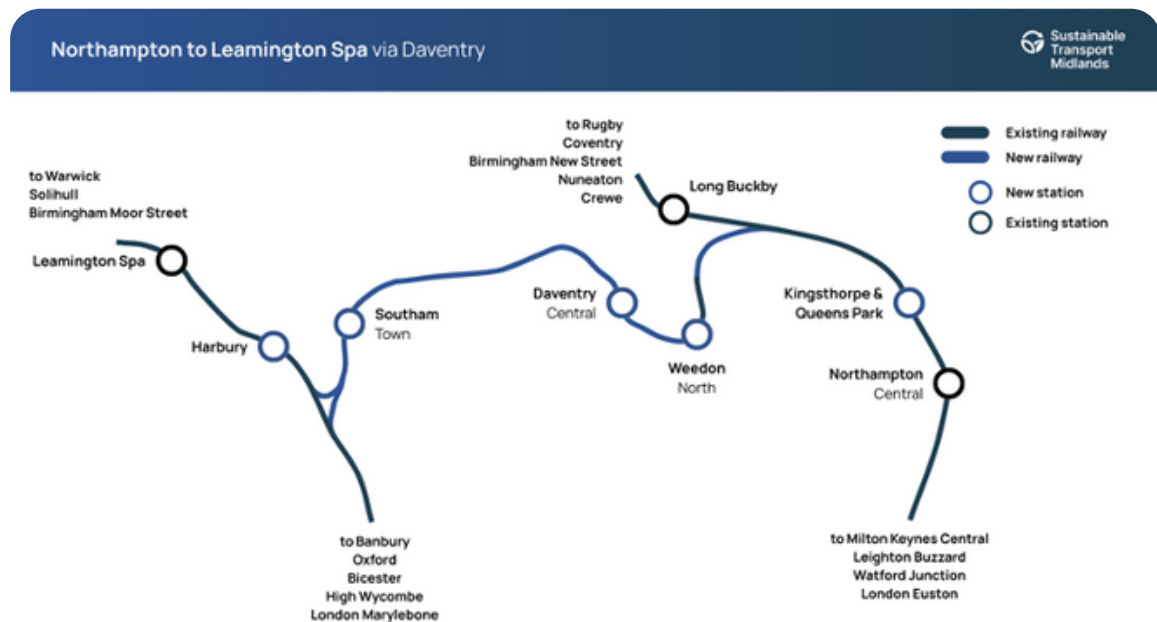 Northampton to Leamington Spa via Daventry
Sustainable
Transport
Midlands
to Rugby
Coventry
Birmingham New Street
Nuneaton
Crewe
Existing railway
New railway
New station
Existing station
to Warwick
Solihull
Birmingham Moor Street
Long Buckby
Leamington Spa
Harbury
Southam
Town
Daventry
Central
Weedon
North
Kingsthorpe &
Queens Park
Northampton
Central
to Banbury
Oxford
Bicester
High Wycombe
London Marylebone
to Milton Keynes Central
Leighton Buzzard
Watford Junction
London Euston